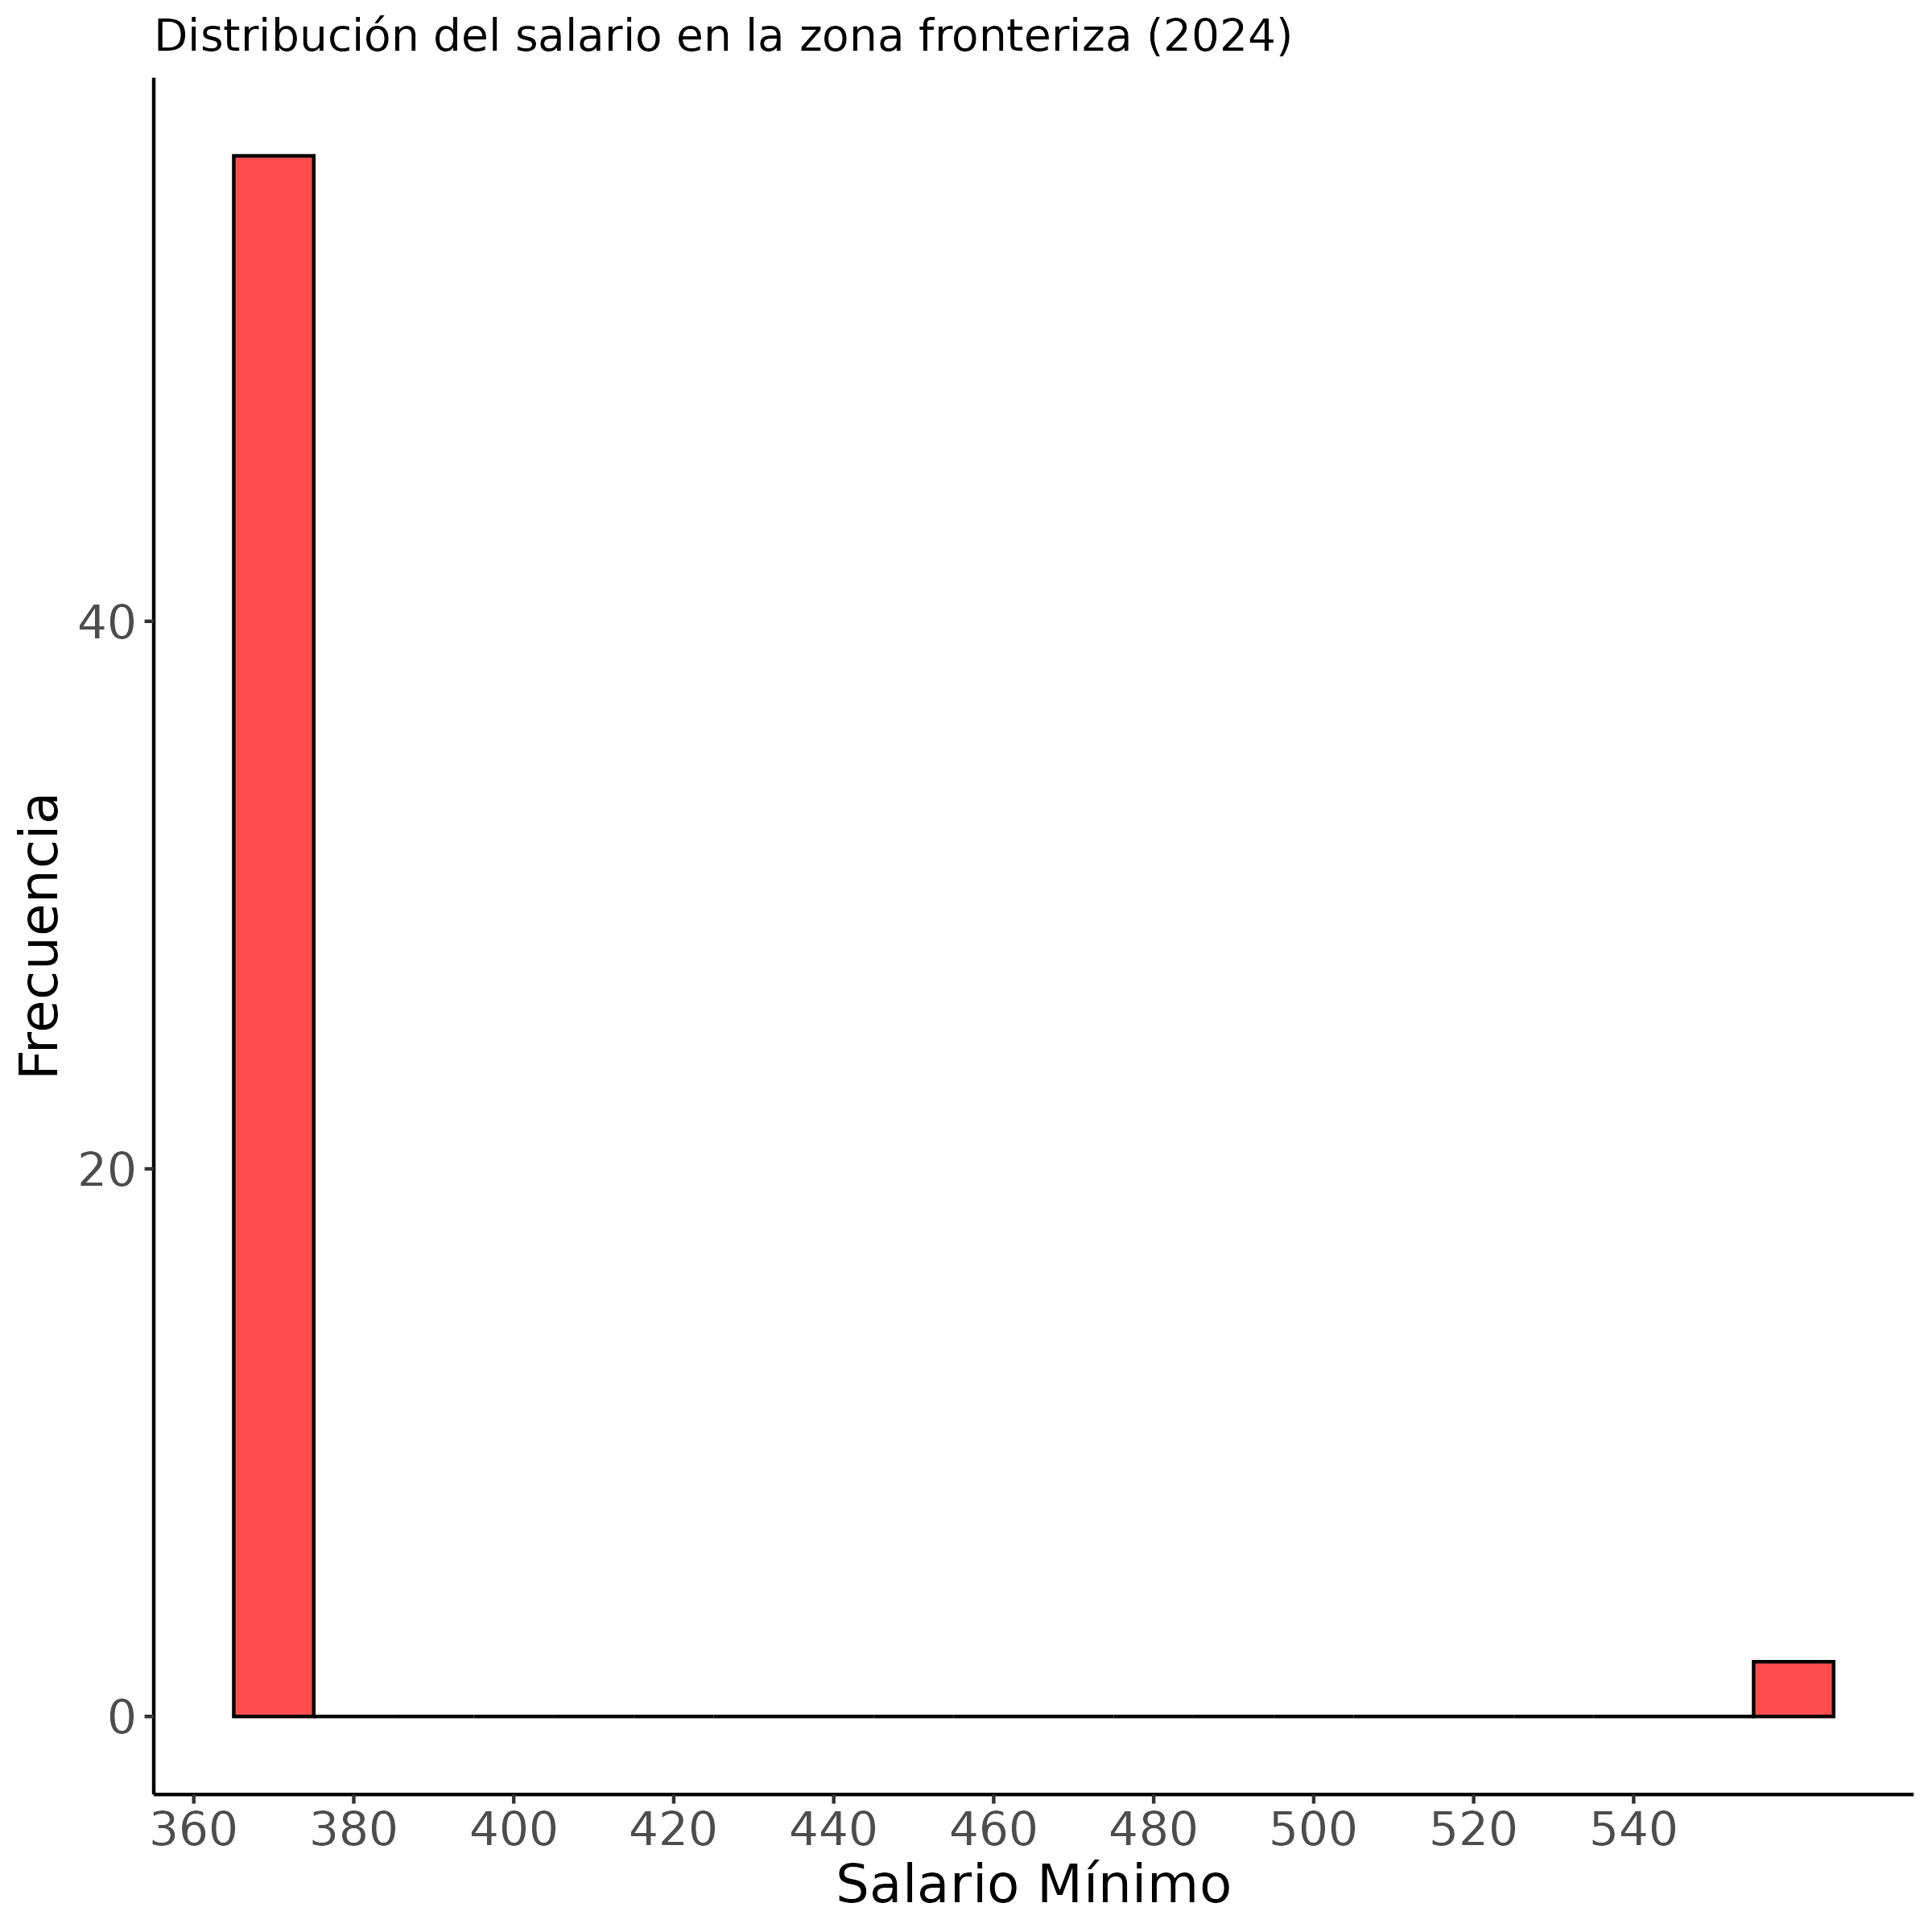 Distribución del salario en la zona fronteriza (2024)
Frecuencia
40
20
0
360 380 400 420 440 460 480 500 520 540
Salario Mínimo